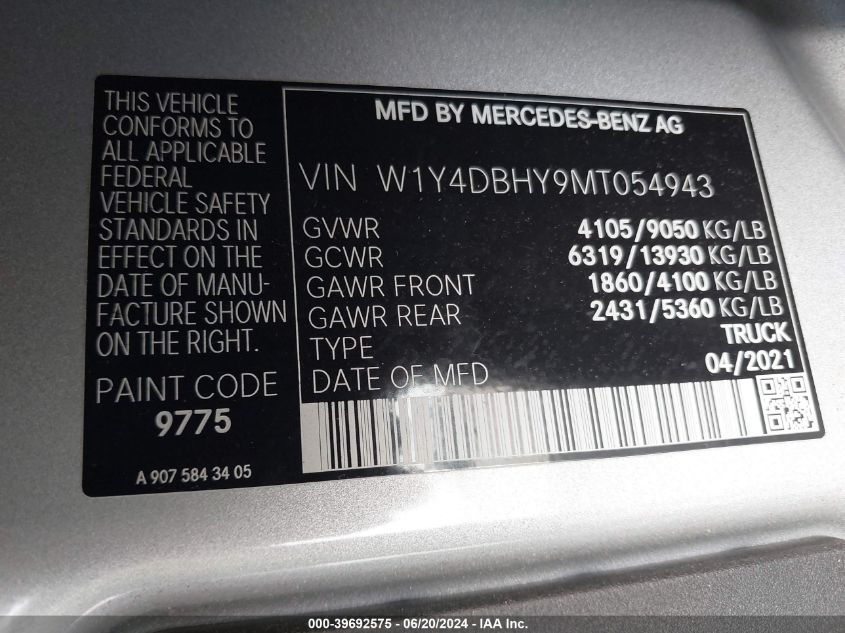 THIS VEHICLE
CONFORMS TO
ALL APPLICABLE
FEDERAL
VEHICLE SAFETY
STANDARDS IN
EFFECT ON THE
DATE OF MANU-
FACTURE SHOWN
ON THE RIGHT.
PAINT CODE
9775
A 907 584 34 05
MFD BY MERCEDES-BENZ AG
VIN W1Y4DBHY9MT054943
GVWR 4105/9050 KG/LB
GCWR 6319/13930 KG/LB
GAWR FRONT 1860/4100 KG/LB
GAWR REAR 2431/5360 KG/LB
TYPE TRUCK
DATE OF MFD 04/2021
000-39692575 - 06/20/2024 - IAAI.com